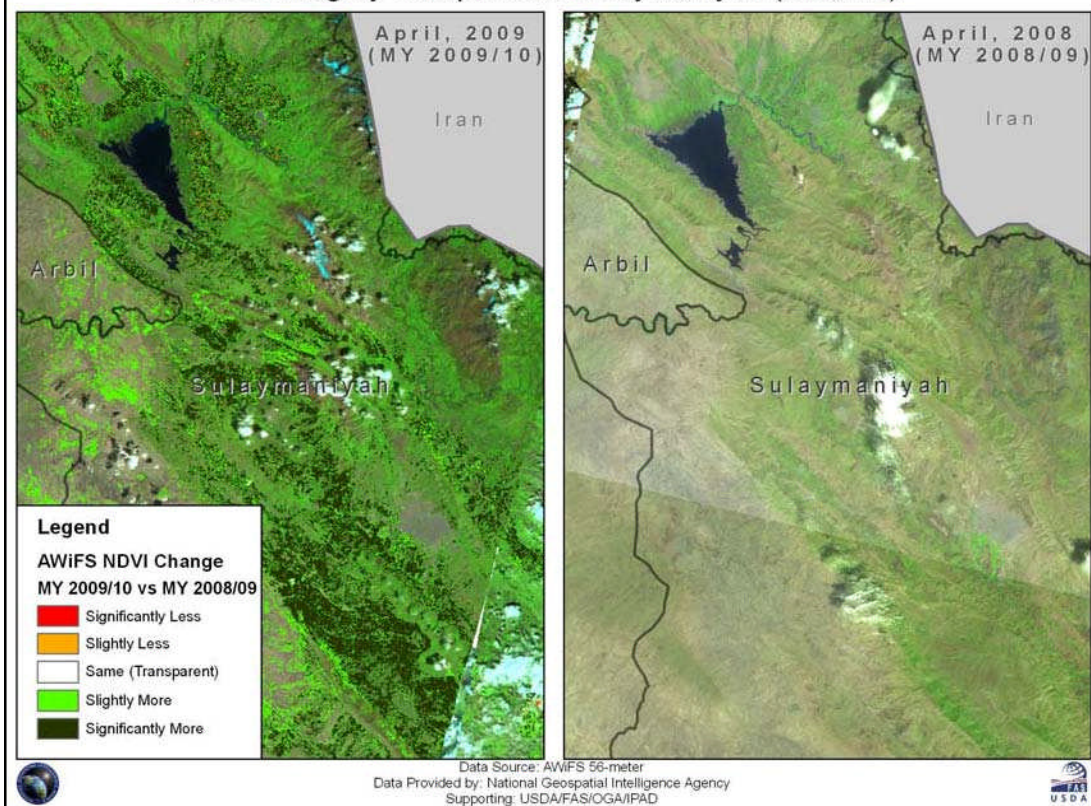 April, 2009
(MY 2009/10)
Iran
Arbil
Sulaymaniyah
Legend
AWiFS NDVI Change
MY 2009/10 vs MY 2008/09
Significantly Less
Slightly Less
Same (Transparent)
Slightly More
Significantly More
April, 2008
(MY 2008/09)
Iran
Arbil
Sulaymaniyah
Data Source: AWiFS 56-meter
Data Provided by: National Geospatial Intelligence Agency
Supporting: USDA/FAS/OGA/IPAD
FAS
USDA